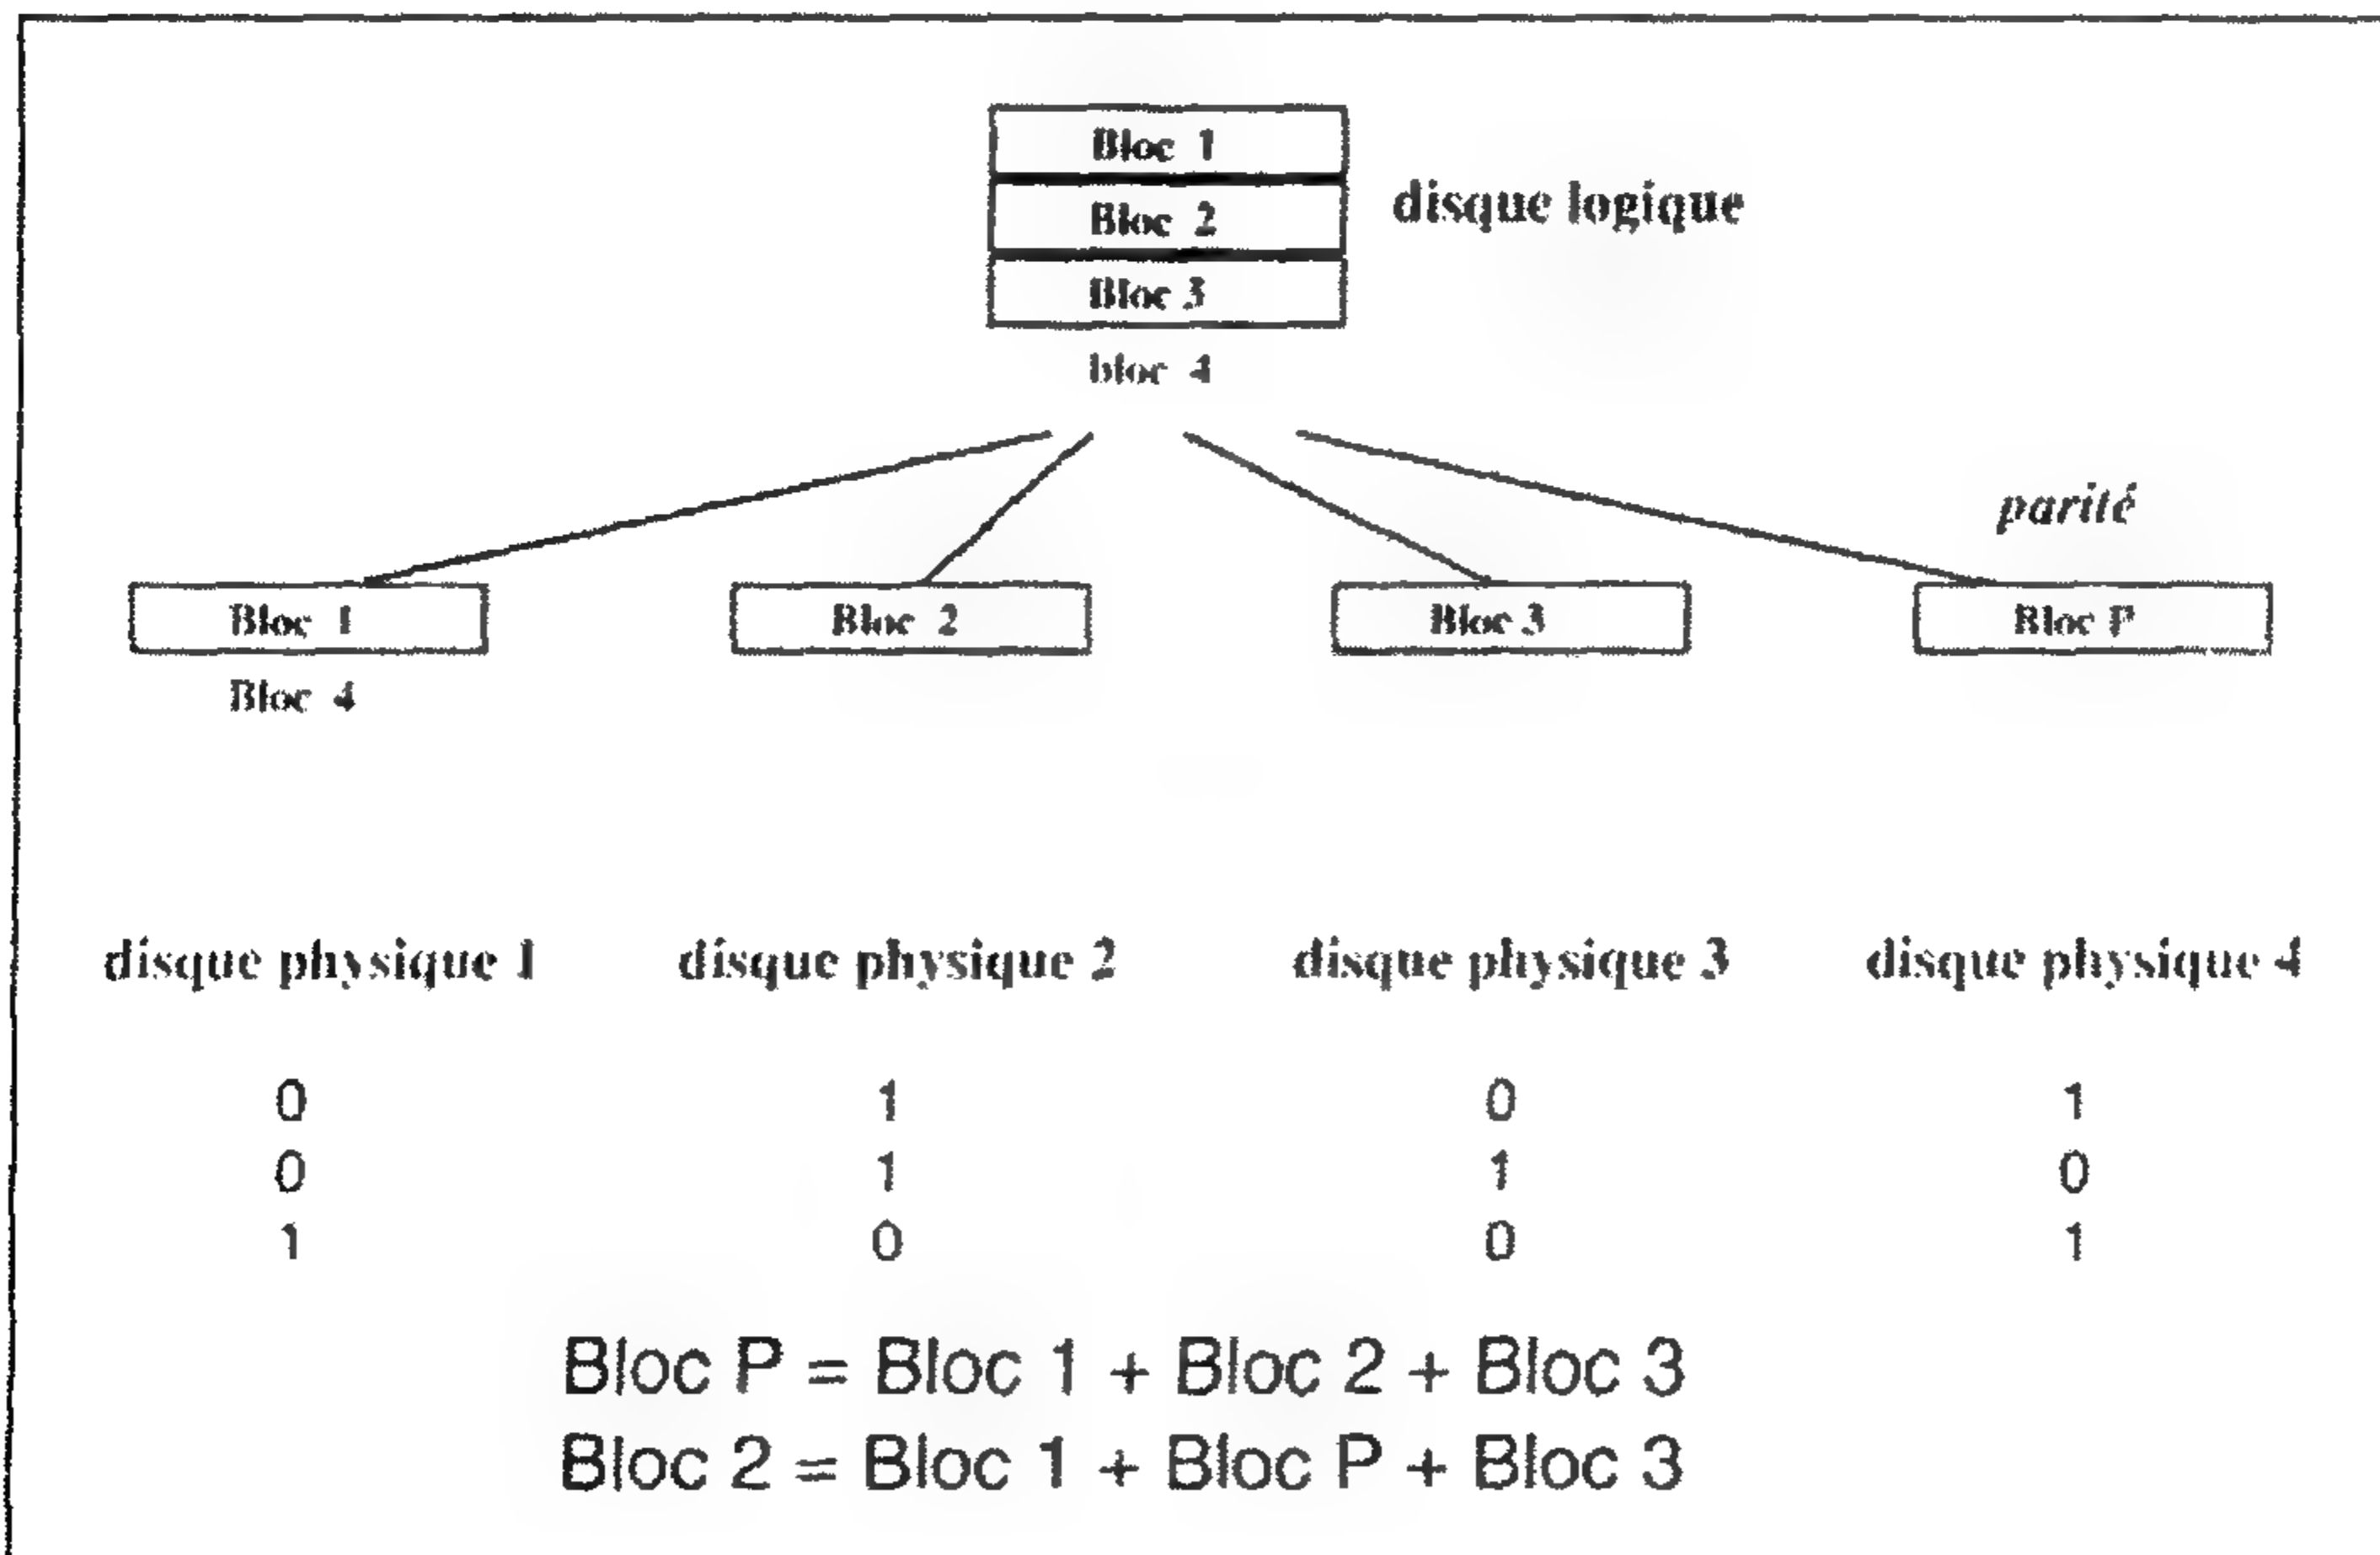 Bloc 1
Bloc 2
disque logique
Bloc 3
bloc 4
parité
Bloc 1
Bloc 2
Bloc 3
Bloc P
Bloc 4
disque physique 1
disque physique 2
disque physique 3
disque physique 4
0 1 0 1
0 1 1 0
1 0 0 1
Bloc P = Bloc 1 + Bloc 2 + Bloc 3
Bloc 2 = Bloc 1 + Bloc P + Bloc 3